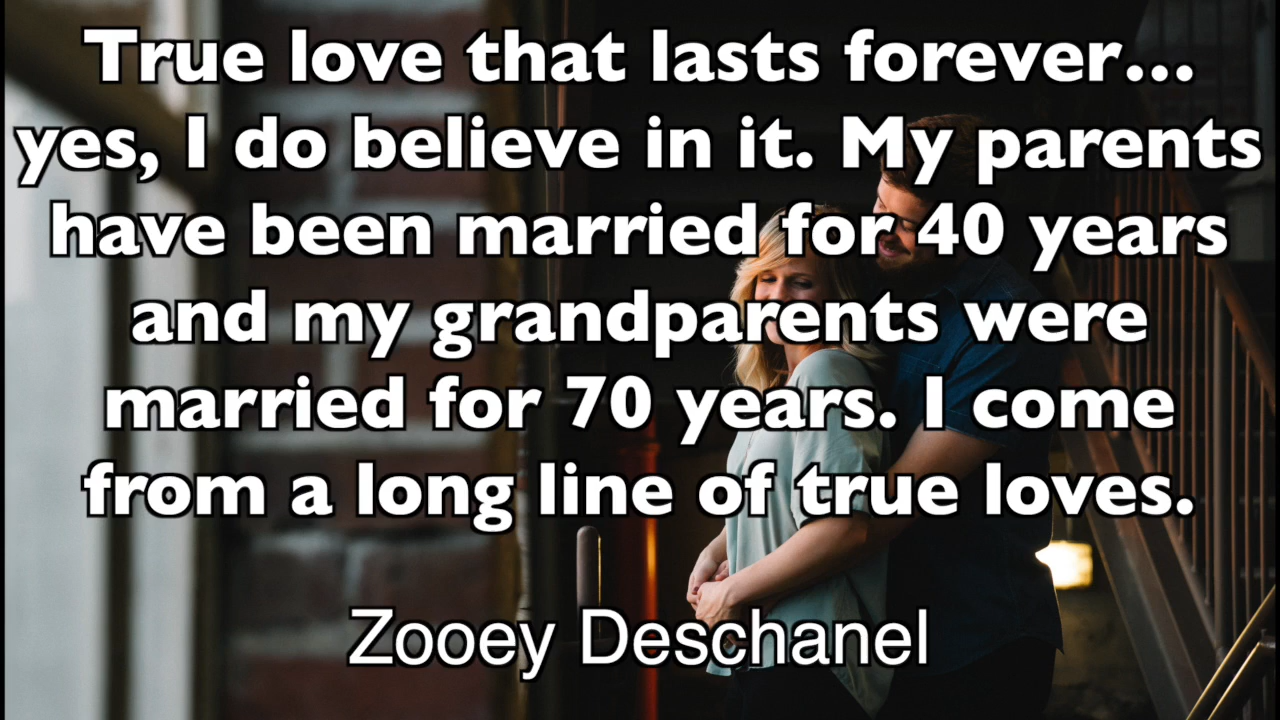 True love that lasts forever...
yes, I do believe in it. My parents
have been married for 40 years
and my grandparents were
married for 70 years. I come
from a long line of true loves.
Zooey Deschanel